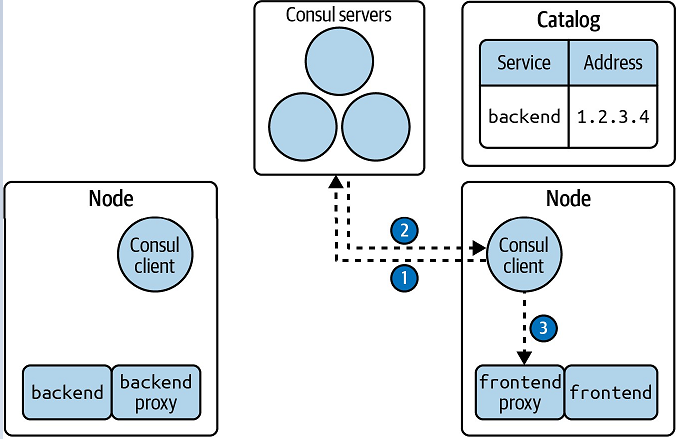 Consul servers
Catalog
Service Address
backend 1.2.3.4
Node
Consul
client
backend
backend
proxy
2
1
Node
Consul
client
3
frontend
proxy
frontend